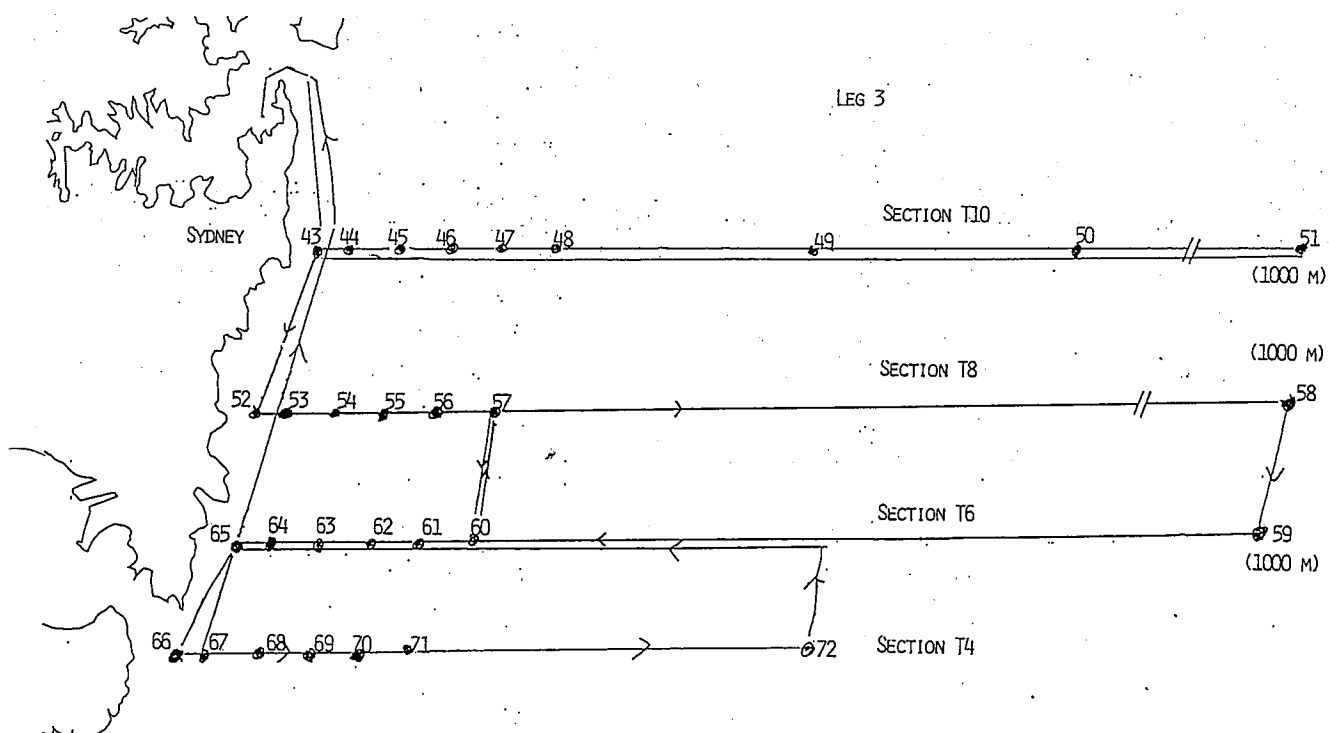 LEG 3
SECTION T10
SYDNEY
43 44 45 46 47 48 49 50 51
(1000 M)
(1000 M)
SECTION T8
52 53 54 55 56 57 58
SECTION T6
65 64 63 62 61 60 59
(1000 M)
66 67 68 69 70 71 72 SECTION T4